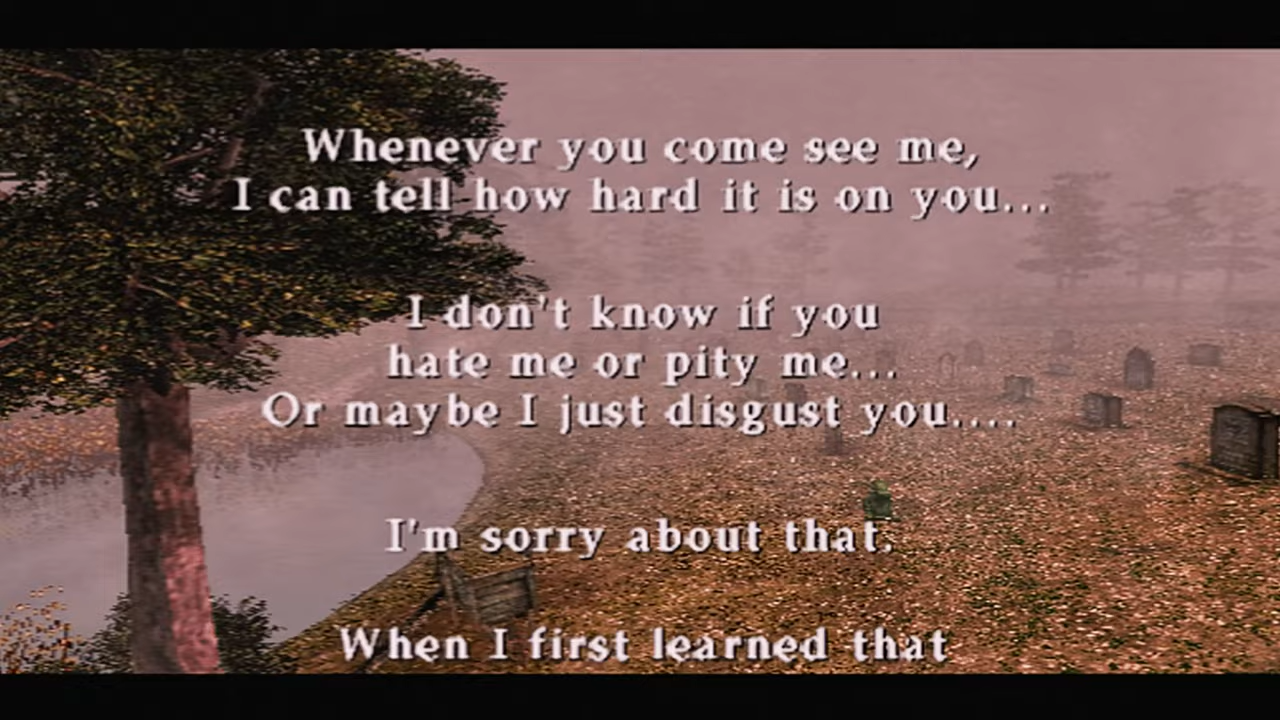 Whenever you come see me,
I can tell how hard it is on you...
I don't know if you
hate me or pity me...
Or maybe I just disgust you....
I'm sorry about that.
When I first learned that